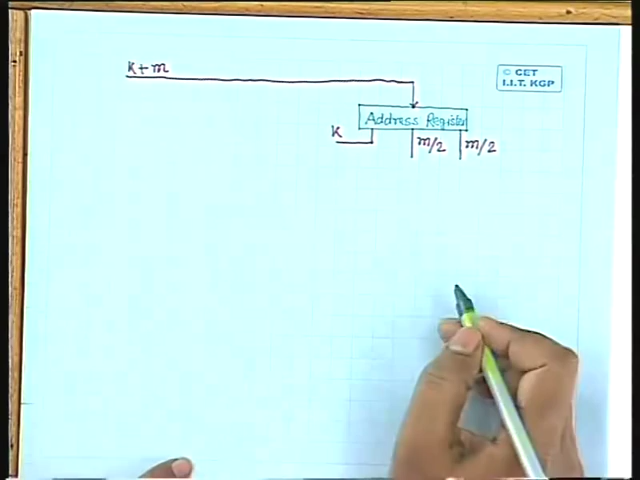 k+m
© CET
I.I.T. KGP
Address Register
k
m/2
m/2